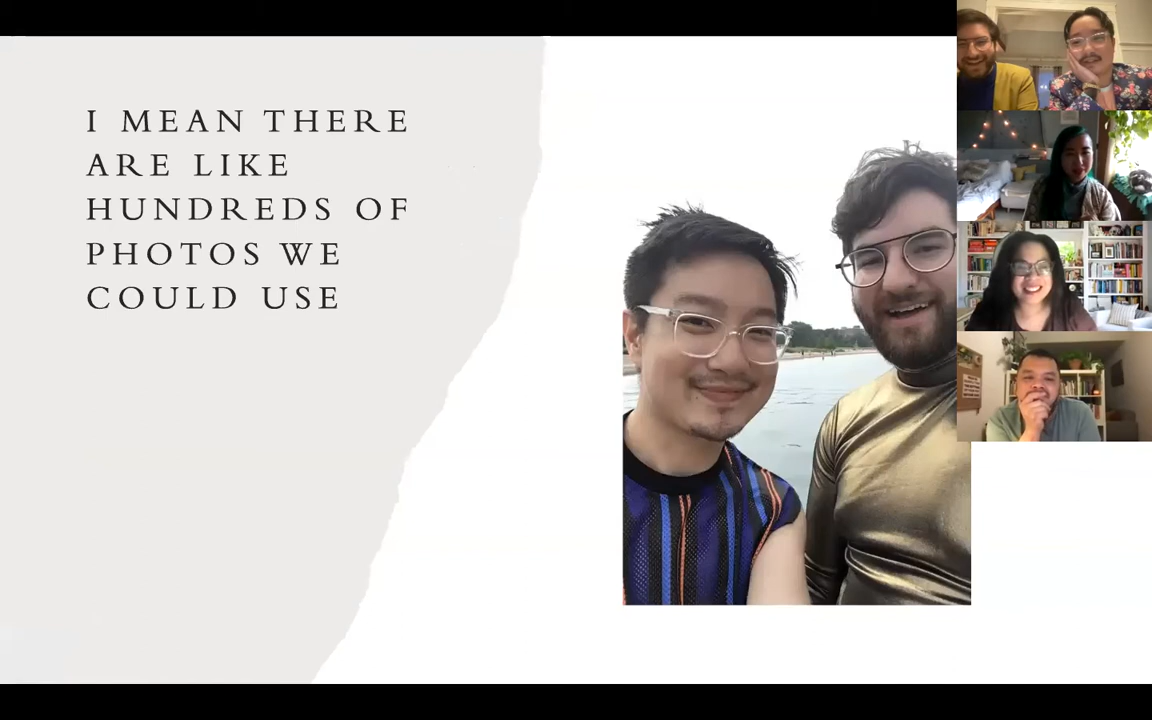 I MEAN THERE
ARE LIKE
HUNDREDS OF
PHOTOS WE
COULD USE